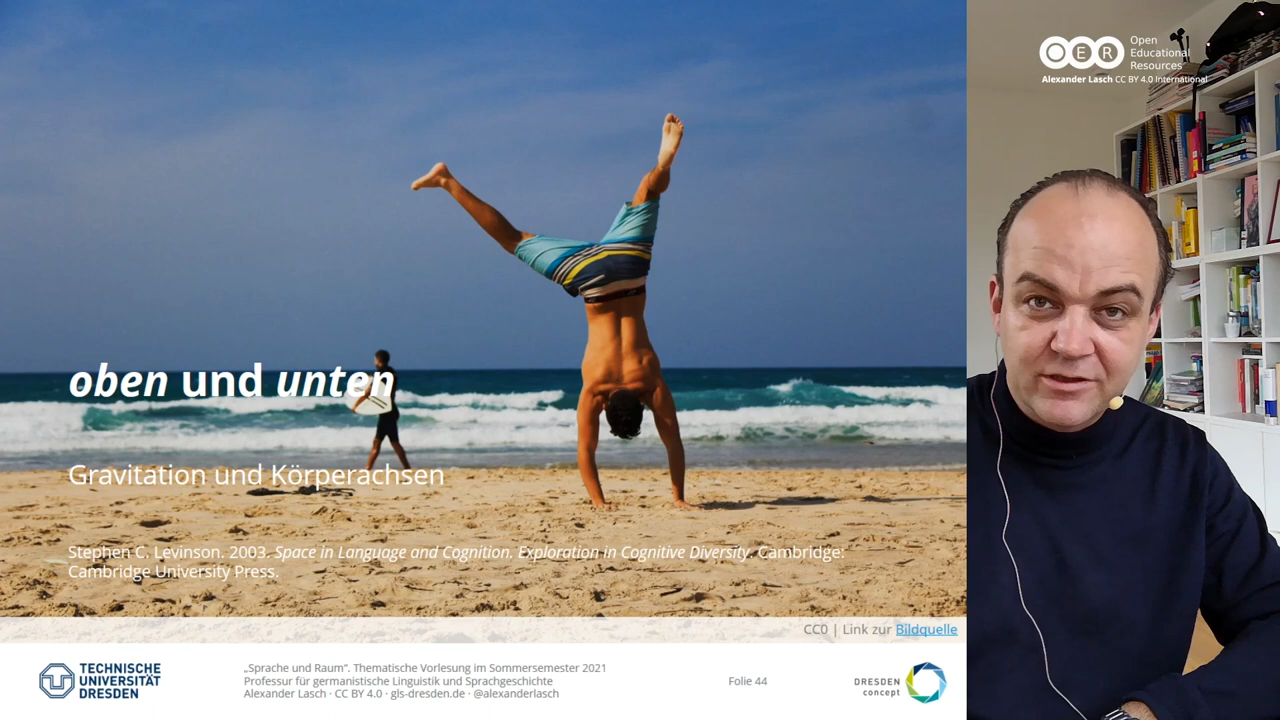 OER
Open
Educational
Resources
Alexander Lasch CC BY 4.0 International
oben und unten
Gravitation und Körperachsen
Stephen C. Levinson. 2003. Space in Language and Cognition. Exploration in Cognitive Diversity. Cambridge:
Cambridge University Press.
CC0 | Link zur Bildquelle
TECHNISCHE
UNIVERSITÄT
DRESDEN
„Sprache und Raum“. Thematische Vorlesung im Sommersemester 2021
Professur für germanistische Linguistik und Sprachgeschichte
Alexander Lasch · CC BY 4.0 · gls-dresden.de · @alexanderlasch
Folie 44
DRESDEN
concept